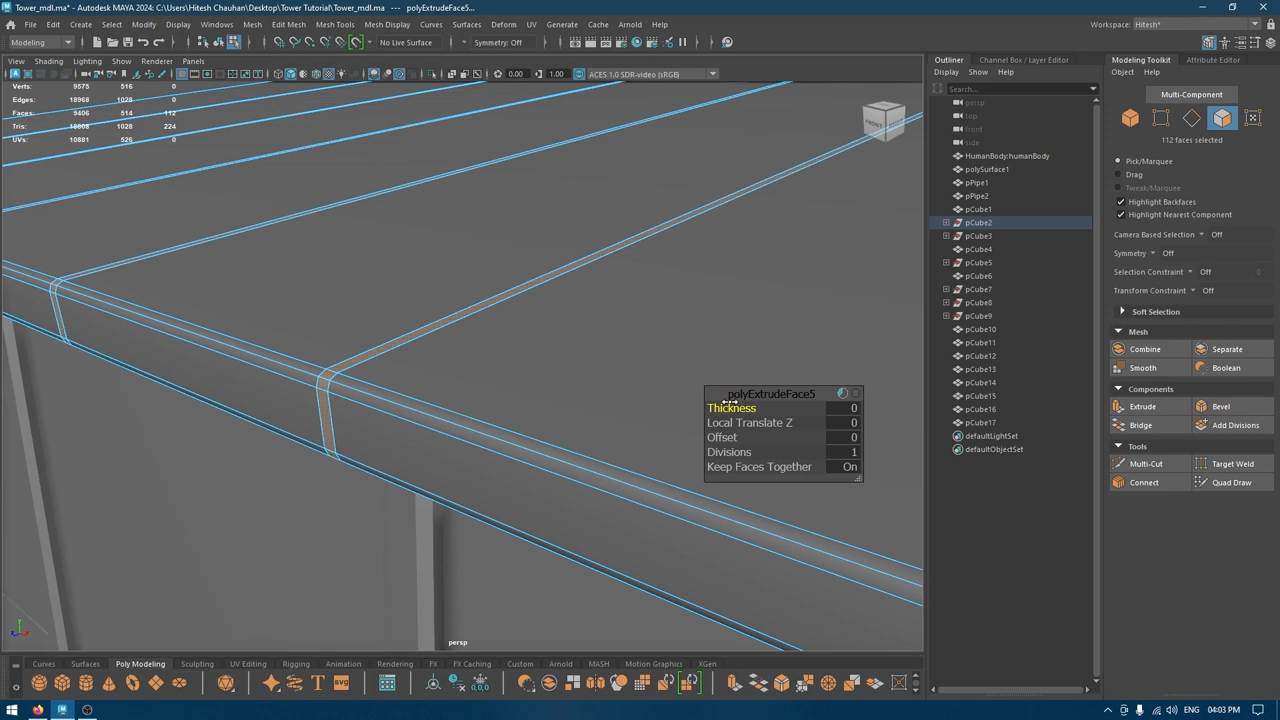 Tower_mdl.ma* - Autodesk MAYA 2024: C:\Users\Hitesh Chauhan\Desktop\Tower Tutorial\Tower_mdl.ma* --- polyExtrudeFace5...
File Edit Create Select Modify Display Windows Mesh Edit Mesh Mesh Tools Mesh Display Curves Surfaces Deform UV Generate Cache Arnold Help
Workspace: Hitesh*
Modeling
No Live Surface
Symmetry: Off
View Shading Lighting Show Renderer Panels
0.00
1.00
ACES 1.0 SDR-video (sRGB)
Verts: 9575 516 0
Edges: 18968 1028 0
Faces: 9406 514 112
Tris: 18808 1028 224
UVs: 10881 526 0
FRONT
polyExtrudeFace5
Thickness 0
Local Translate Z 0
Offset 0
Divisions 1
Keep Faces Together On
persp
Outliner
Channel Box / Layer Editor
Display Show Help
Search...
persp
top
front
side
HumanBody:humanBody
polySurface1
pPipe1
pPipe2
pCube1
pCube2
pCube3
pCube4
pCube5
pCube6
pCube7
pCube8
pCube9
pCube10
pCube11
pCube12
pCube13
pCube14
pCube15
pCube16
pCube17
defaultLightSet
defaultObjectSet
Modeling Toolkit
Attribute Editor
Object Help
Multi-Component
112 faces selected
Pick/Marquee
Drag
Tweak/Marquee
Highlight Backfaces
Highlight Nearest Component
Camera Based Selection Off
Symmetry Off
Selection Constraint Off
Transform Constraint Off
Soft Selection
Mesh
Combine Separate
Smooth Boolean
Components
Extrude Bevel
Bridge Add Divisions
Tools
Multi-Cut Target Weld
Connect Quad Draw
Curves Surfaces Poly Modeling Sculpting UV Editing Rigging Animation Rendering FX FX Caching Custom Arnold MASH Motion Graphics XGen
SVG
ENG 04:03 PM